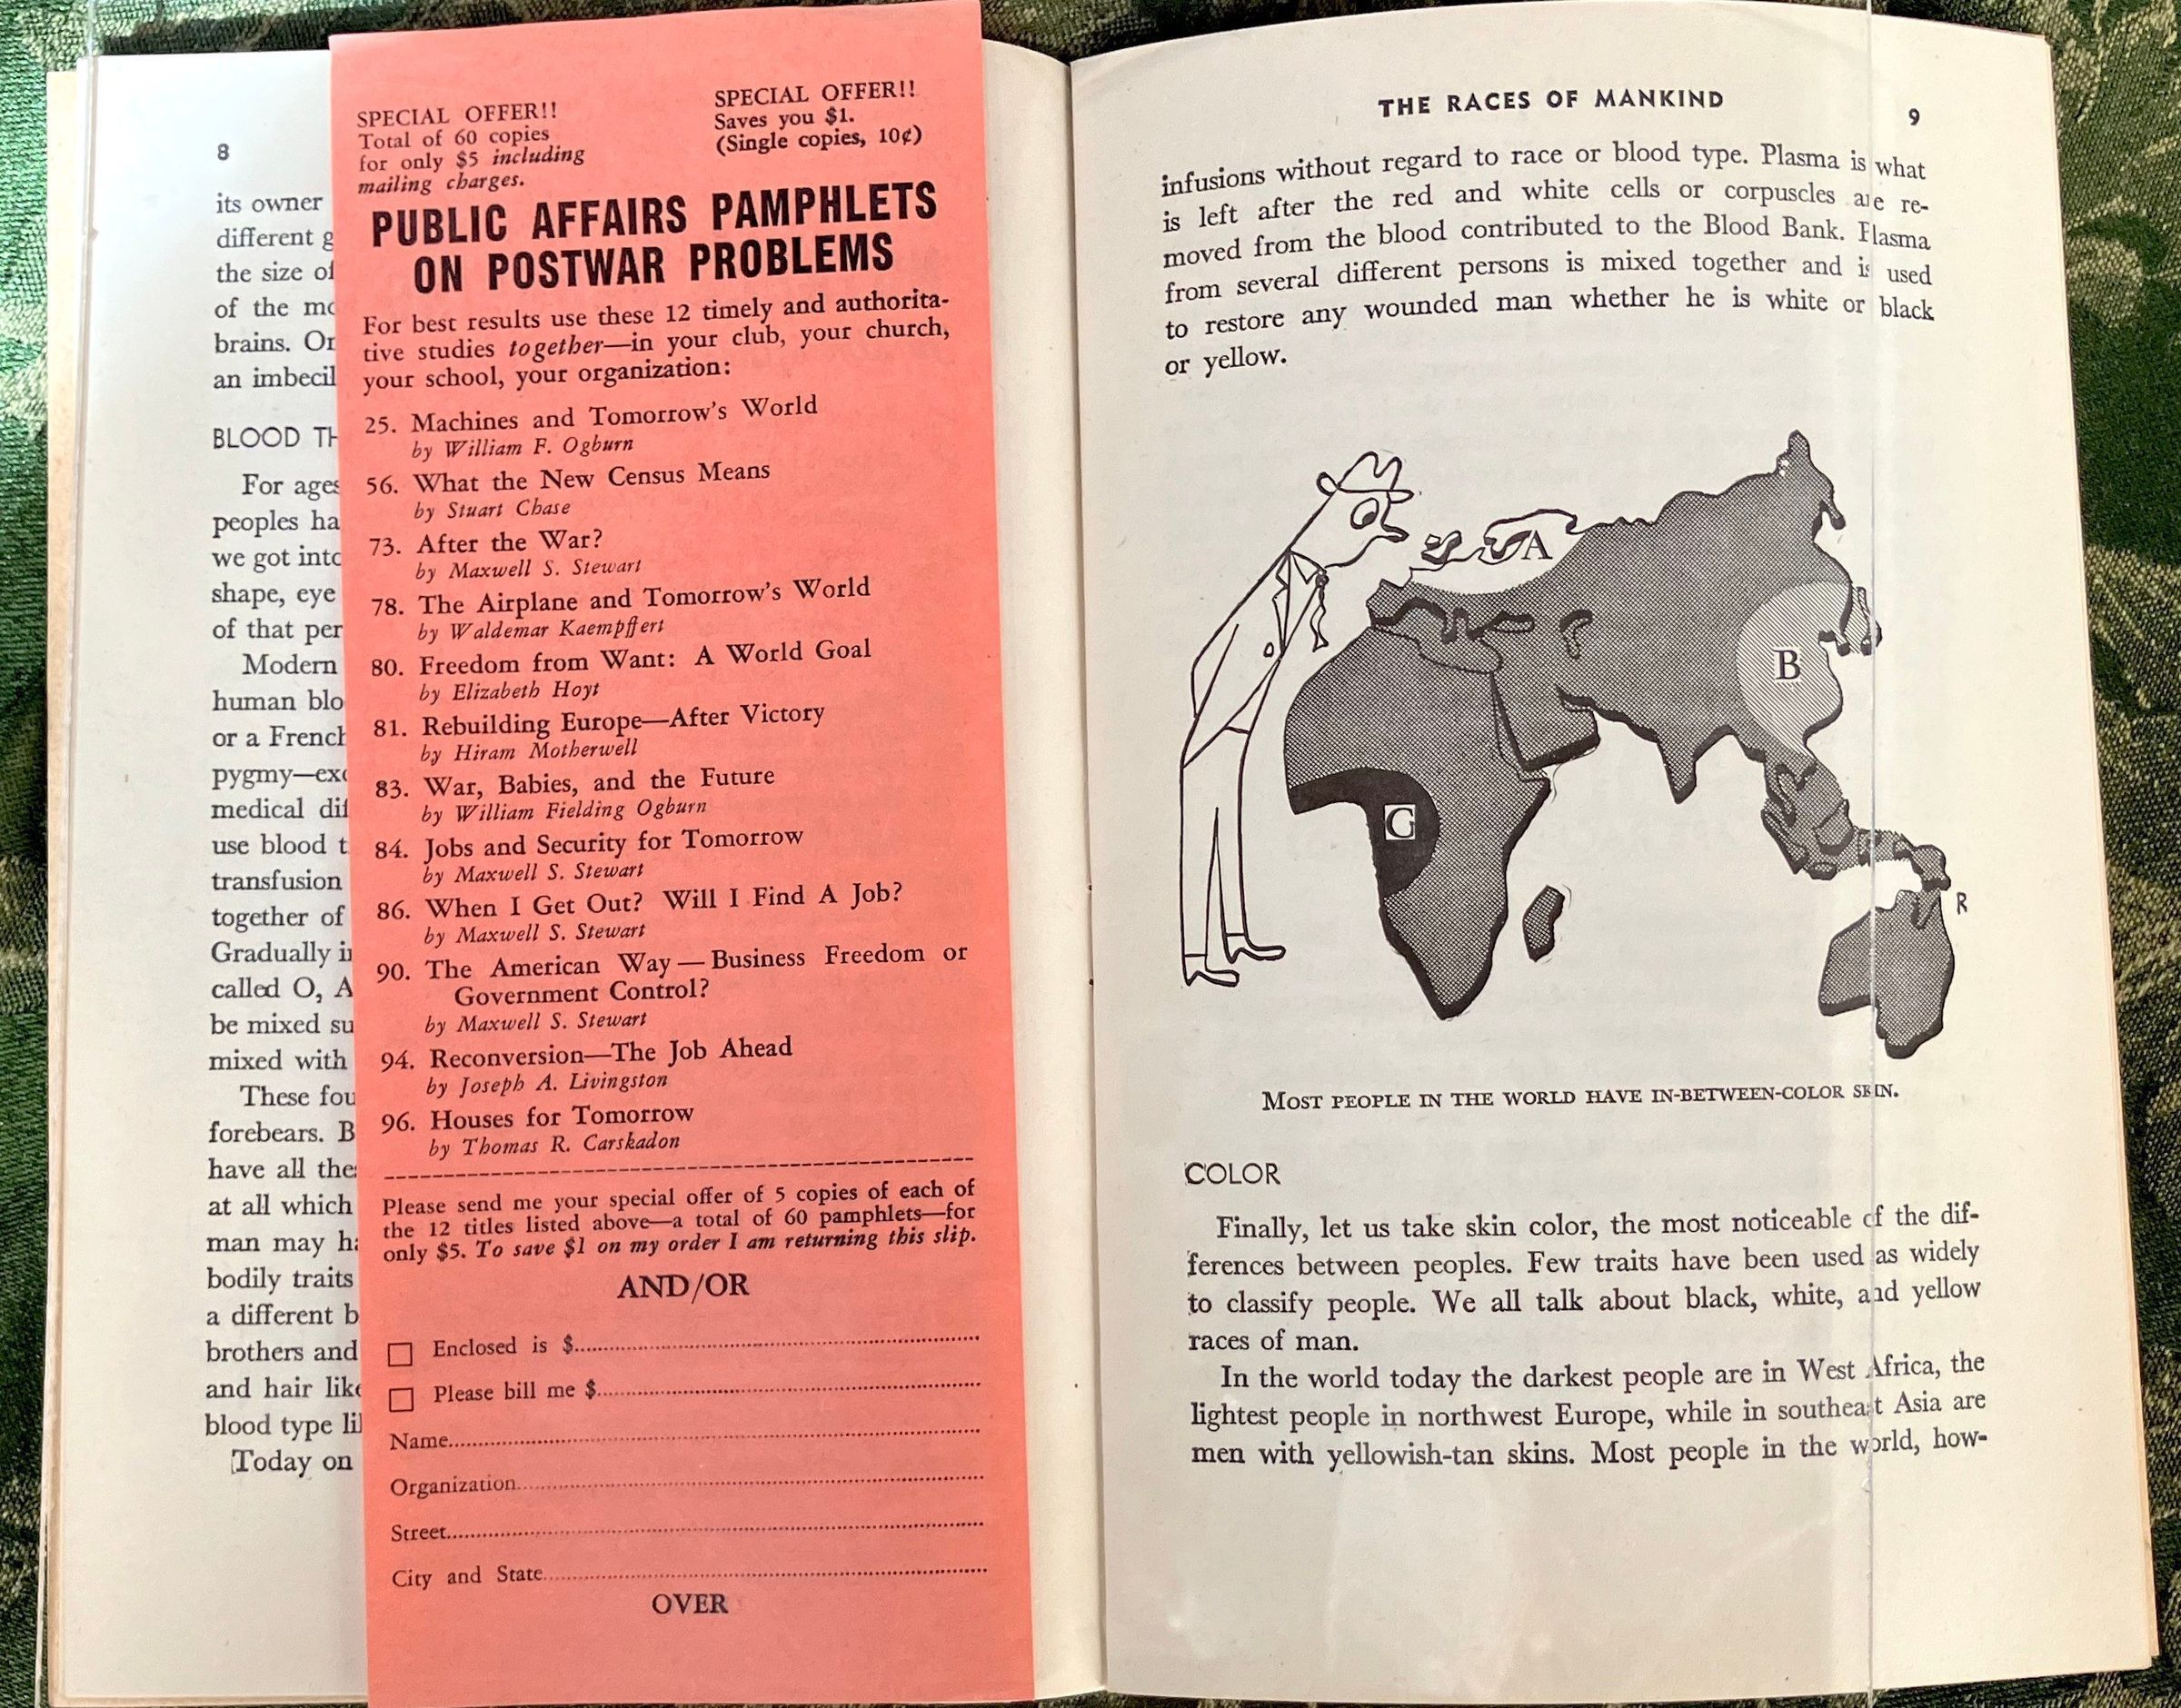 8
its owner
different g
the size of
of the mo
brains. Or
an imbecil
BLOOD TH
For ages
peoples ha
we got into
shape, eye
of that per
Modern
human blo
or a French
pygmy—exc
medical dif
use blood t
transfusion
together of
Gradually i
called O, A
be mixed su
mixed with
These fou
forebears. B
have all the
at all which
man may ha
bodily traits
a different b
brothers and
and hair like
blood type li
Today on
SPECIAL OFFER!!
Total of 60 copies
for only $5 including
mailing charges.
SPECIAL OFFER!!
Saves you $1.
(Single copies, 10¢)
PUBLIC AFFAIRS PAMPHLETS
ON POSTWAR PROBLEMS
For best results use these 12 timely and authorita-
tive studies together—in your club, your church,
your school, your organization:
25. Machines and Tomorrow's World
by William F. Ogburn
56. What the New Census Means
by Stuart Chase
73. After the War?
by Maxwell S. Stewart
78. The Airplane and Tomorrow's World
by Waldemar Kaempffert
80. Freedom from Want: A World Goal
by Elizabeth Hoyt
81. Rebuilding Europe—After Victory
by Hiram Motherwell
83. War, Babies, and the Future
by William Fielding Ogburn
84. Jobs and Security for Tomorrow
by Maxwell S. Stewart
86. When I Get Out? Will I Find A Job?
by Maxwell S. Stewart
90. The American Way—Business Freedom or
Government Control?
by Maxwell S. Stewart
94. Reconversion—The Job Ahead
by Joseph A. Livingston
96. Houses for Tomorrow
by Thomas R. Carskadon
Please send me your special offer of 5 copies of each of
the 12 titles listed above—a total of 60 pamphlets—for
only $5. To save $1 on my order I am returning this slip.
AND/OR
Enclosed is $
Please bill me $
Name
Organization
Street
City and State
OVER
THE RACES OF MANKIND
9
infusions without regard to race or blood type. Plasma is what
is left after the red and white cells or corpuscles are re-
moved from the blood contributed to the Blood Bank. Plasma
from several different persons is mixed together and is used
to restore any wounded man whether he is white or black
or yellow.
A
B
C
R
MOST PEOPLE IN THE WORLD HAVE IN-BETWEEN-COLOR SKIN.
COLOR
Finally, let us take skin color, the most noticeable of the dif-
ferences between peoples. Few traits have been used as widely
to classify people. We all talk about black, white, and yellow
races of man.
In the world today the darkest people are in West Africa, the
lightest people in northwest Europe, while in southeast Asia are
men with yellowish-tan skins. Most people in the world, how-